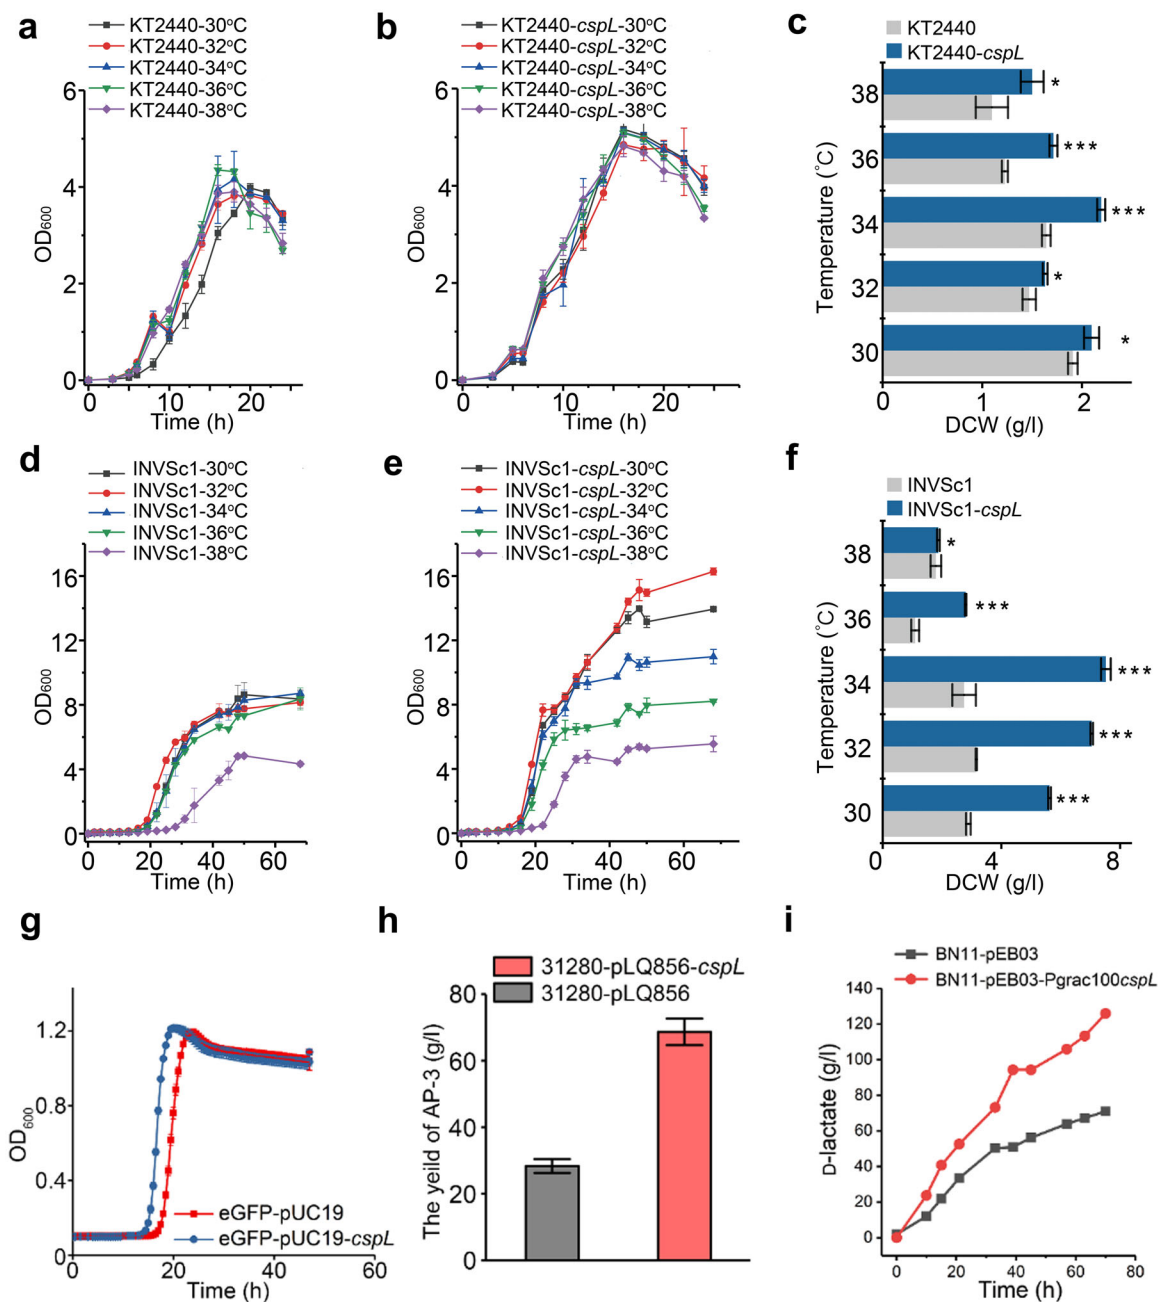 a
KT2440-30°C
KT2440-32°C
KT2440-34°C
KT2440-36°C
KT2440-38°C
6
4
2
0
OD600
0 10 20
Time (h)
b
KT2440-cspL-30°C
KT2440-cspL-32°C
KT2440-cspL-34°C
KT2440-cspL-36°C
KT2440-cspL-38°C
6
4
2
0
OD600
0 10 20
Time (h)
c
KT2440
KT2440-cspL
Temperature (°C)
38 *
36 ***
34 ***
32 *
30 *
0 1 2
DCW (g/l)
d
INVSc1-30°C
INVSc1-32°C
INVSc1-34°C
INVSc1-36°C
INVSc1-38°C
16
12
8
4
0
OD600
0 20 40 60
Time (h)
e
INVSc1-cspL-30°C
INVSc1-cspL-32°C
INVSc1-cspL-34°C
INVSc1-cspL-36°C
INVSc1-cspL-38°C
16
12
8
4
0
OD600
0 20 40 60
Time (h)
f
INVSc1
INVSc1-cspL
Temperature (°C)
38 *
36 ***
34 ***
32 ***
30 ***
0 4 8
DCW (g/l)
g
1.2
0.8
0.4
0
OD600
eGFP-pUC19
eGFP-pUC19-cspL
0 20 40 60
Time (h)
h
31280-pLQ856-cspL
31280-pLQ856
80
60
40
20
0
The yeild of AP-3 (g/l)
i
BN11-pEB03
BN11-pEB03-Pgrac100cspL
140
120
100
80
60
40
20
0
D-lactate (g/l)
0 20 40 60 80
Time (h)